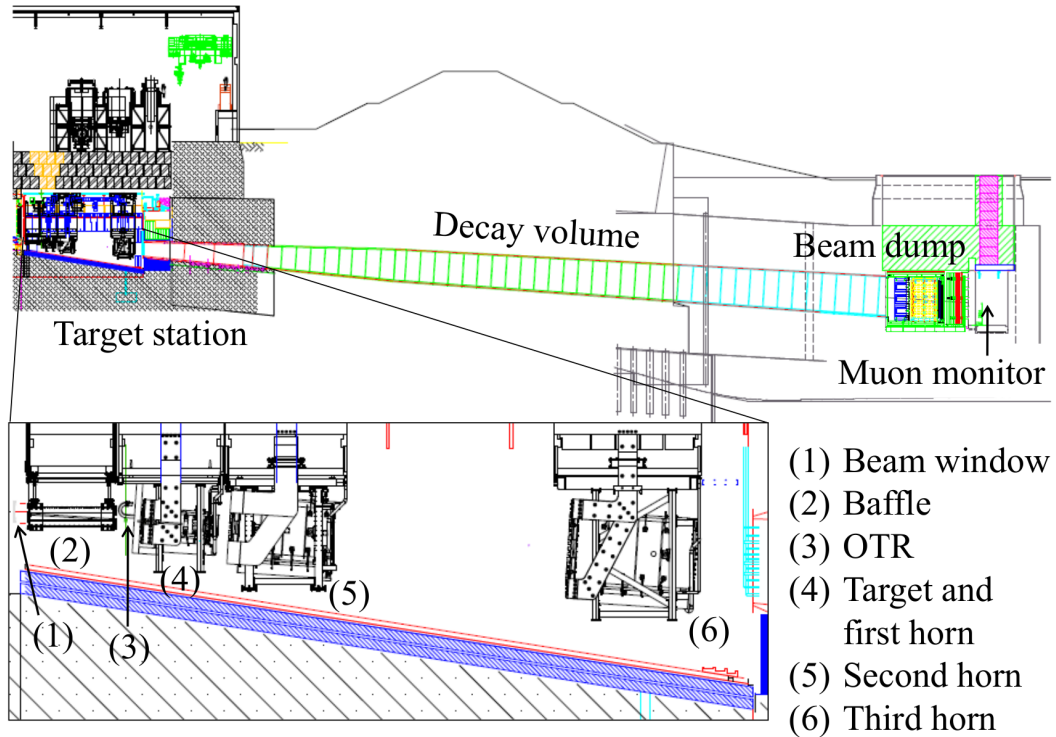 Decay volume
Beam dump
Target station
Muon monitor
(2)
(4)
(5)
(1)
(3)
(6)
(1) Beam window
(2) Baffle
(3) OTR
(4) Target and
first horn
(5) Second horn
(6) Third horn